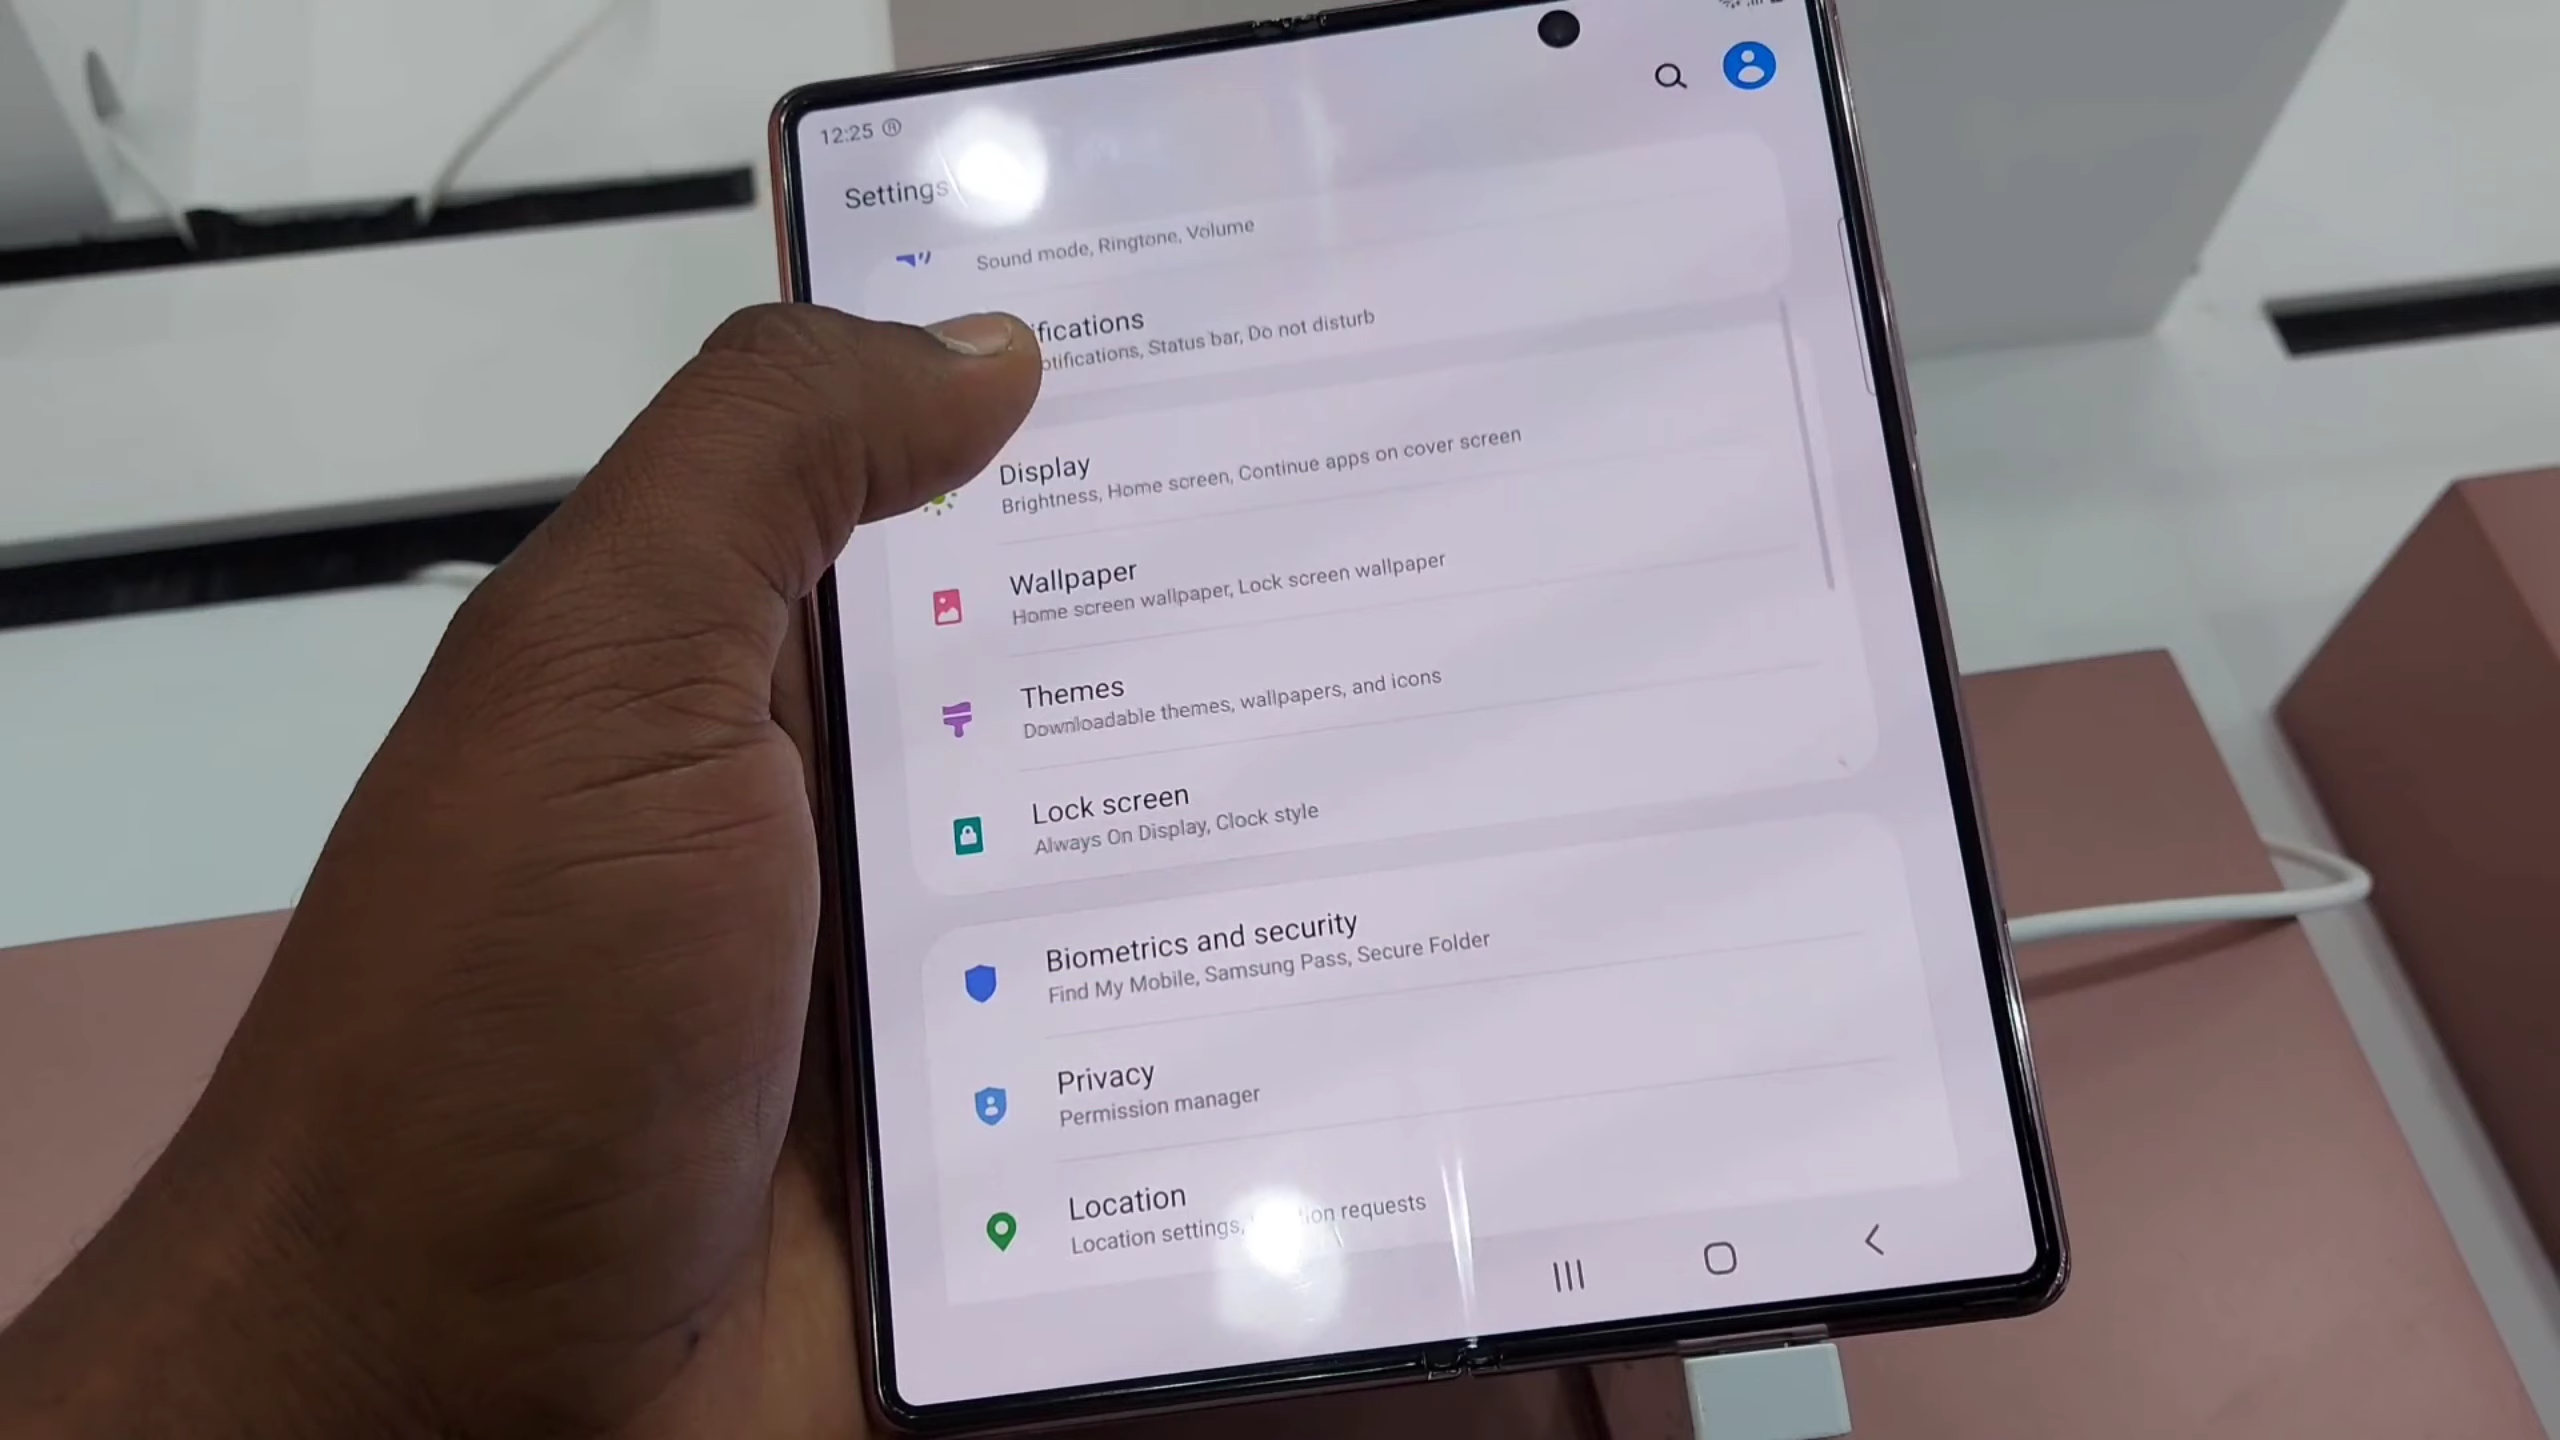 12:25 Ⓡ
Settings
Sound mode, Ringtone, Volume
ifications
otifications, Status bar, Do not disturb
Display
Brightness, Home screen, Continue apps on cover screen
Wallpaper
Home screen wallpaper, Lock screen wallpaper
Themes
Downloadable themes, wallpapers, and icons
Lock screen
Always On Display, Clock style
Biometrics and security
Find My Mobile, Samsung Pass, Secure Folder
Privacy
Permission manager
Location
Location settings, ion requests